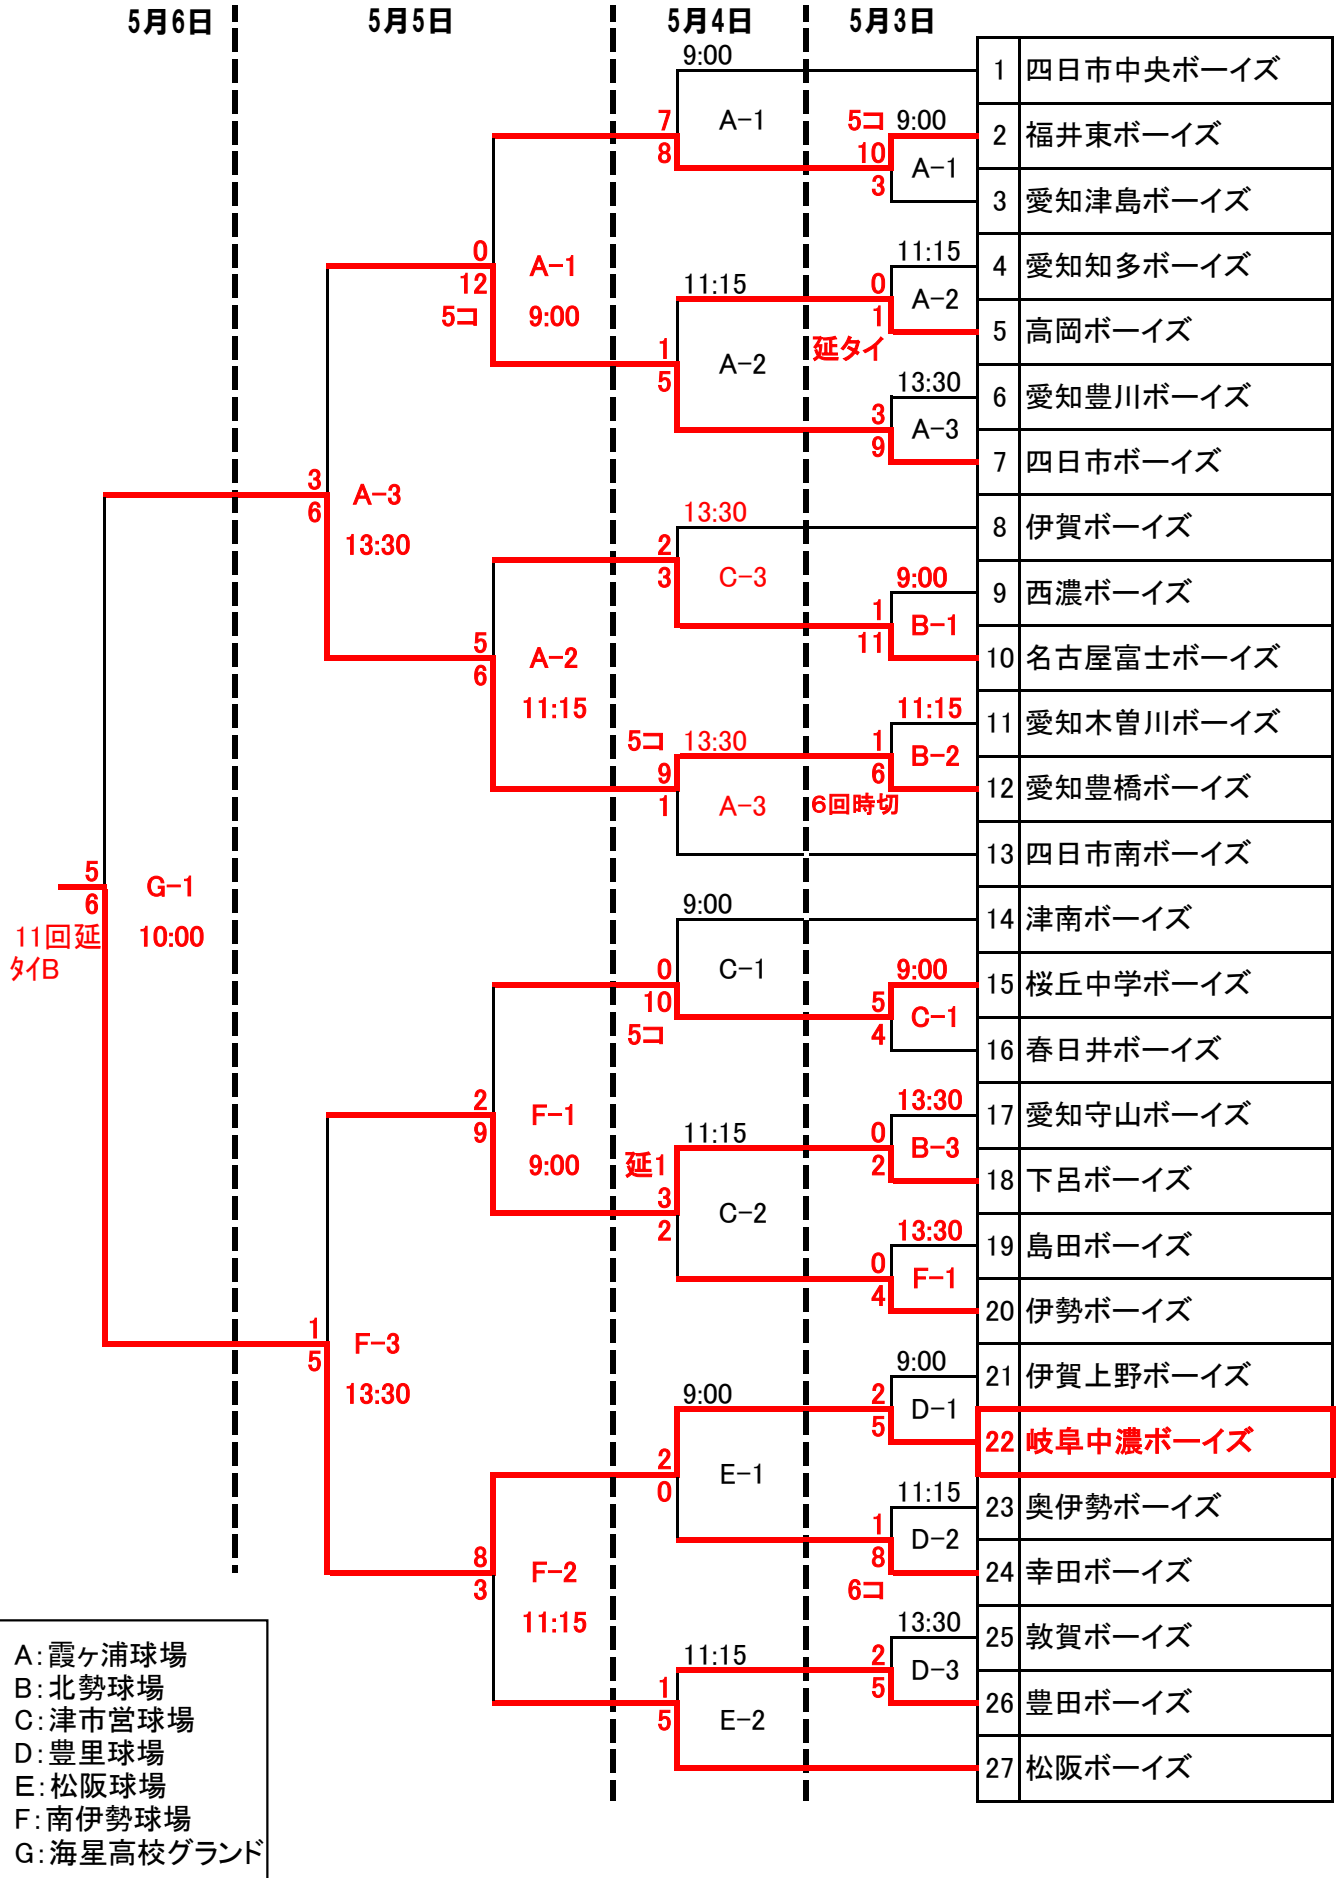 5月6日 5月5日 5月4日 5月3日
9:00
1 四日市中央ボーイズ
7 A-1 5コ 9:00
2 福井東ボーイズ
8 10 A-1
3
3 愛知津島ボーイズ
0 A-1 11:15
4 愛知知多ボーイズ
12 9:00 11:15 0 A-2
5コ 1
5 高岡ボーイズ
延タイ
1 A-2 13:30
5
6 愛知豊川ボーイズ
3 A-3
9
7 四日市ボーイズ
3 A-3
6 13:30
13:30
8 伊賀ボーイズ
2 C-3 9:00
3
9 西濃ボーイズ
1 B-1
11
10 名古屋富士ボーイズ
5 A-2
6 11:15
11:15
11 愛知木曽川ボーイズ
5コ 13:30 1 B-2
9 6
12 愛知豊橋ボーイズ
1 A-3 6回時切
13 四日市南ボーイズ
5 G-1
6 10:00
11回延
タイB
9:00
14 津南ボーイズ
0 C-1 9:00
15 桜丘中学ボーイズ
10 5 C-1
5コ 4
16 春日井ボーイズ
2 F-1 13:30
9 9:00
17 愛知守山ボーイズ
11:15 0 B-3
延1 2
18 下呂ボーイズ
3 C-2
2 13:30
19 島田ボーイズ
0 F-1
4
20 伊勢ボーイズ
1 F-3
5 13:30
9:00
21 伊賀上野ボーイズ
9:00 2 D-1
5
22 岐阜中濃ボーイズ
2 E-1
0 11:15
23 奥伊勢ボーイズ
1 D-2
8
24 幸田ボーイズ
6コ
8 F-2
3 11:15
13:30
25 敦賀ボーイズ
11:15 2 D-3
5
26 豊田ボーイズ
1 E-2
5
27 松阪ボーイズ
A:霞ヶ浦球場
B:北勢球場
C:津市営球場
D:豊里球場
E:松阪球場
F:南伊勢球場
G:海星高校グランド